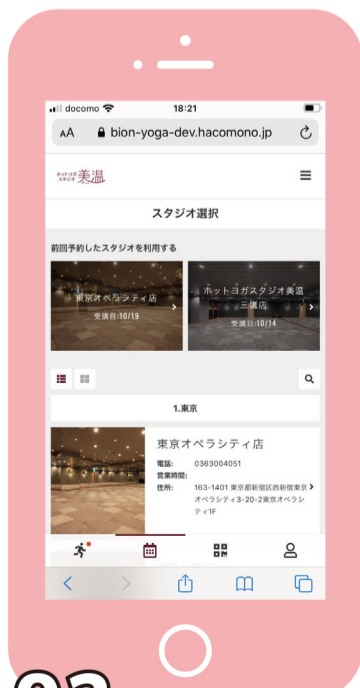 docomo
18:21
AA
bion-yoga-dev.hacomono.jp
ホットヨガ
スタジオ
美温
スタジオ選択
前回予約したスタジオを利用する
東京オペラシティ店
受講日:10/19
ホットヨガスタジオ美温
三鷹店
受講日:10/14
1.東京
東京オペラシティ店
電話: 0363004051
営業時間:
住所: 163-1401 東京都新宿区西新宿東京
オペラシティ3-20-2東京オペラシ
ティ1F